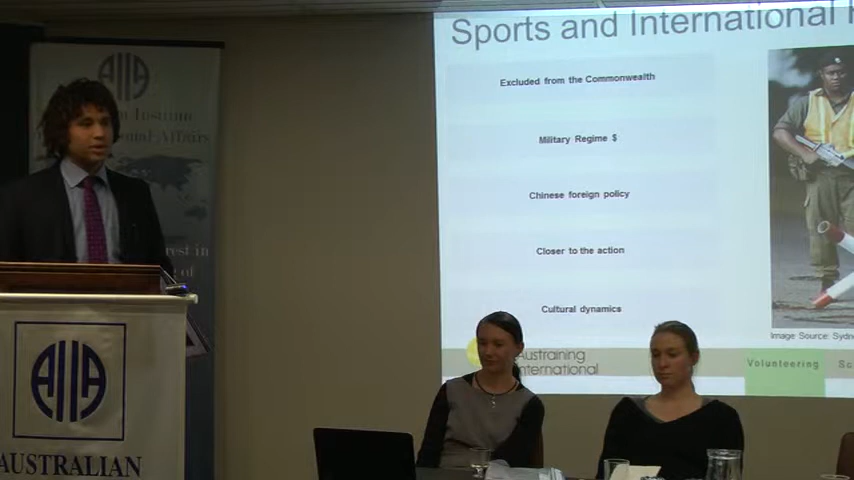 Sports and International
Excluded from the Commonwealth
Military Regime $
Chinese foreign policy
Closer to the action
Cultural dynamics
Image Source: Sydn
Austraining
International
Volunteering
Sc
AIIA
AIIA
AUSTRALIAN